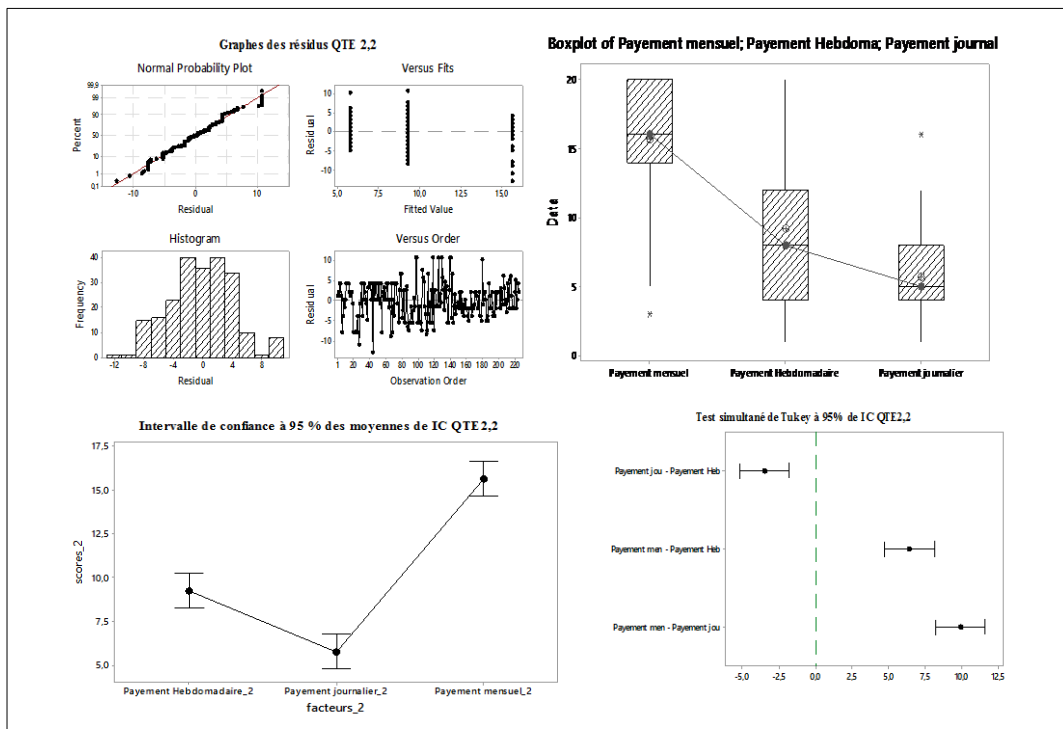 Graphes des résidus QTE 2,2
Normal Probability Plot
99,9
99
90
50
10
1
0,1
Percent
-10
0
10
Residual
Versus Fits
10
5
0
-5
-10
Residual
5,0
7,5
10,0
12,5
15,0
Fitted Value
Histogram
40
30
20
10
0
Frequency
-12
-8
-4
0
4
8
Residual
Versus Order
10
5
0
-5
-10
Residual
1 20 40 60 80 100 120 140 160 180 200 220
Observation Order
Boxplot of Payement mensuel; Payement Hebdoma; Payement journal
20
15
10
5
0
Data
Payement mensuel
Payement Hebdomadaire
Payement journalier
Intervalle de confiance à 95 % des moyennes de IC QTE2,2
17,5
15,0
12,5
10,0
7,5
5,0
scores_2
Payement Hebdomadaire_2
Payement journalier_2
Payement mensuel_2
facteurs_2
Test simultané de Tukey à 95% de IC QTE2,2
Payement jou - Payement Heb
Payement men - Payement Heb
Payement men - Payement jou
-5,0
-2,5
0,0
2,5
5,0
7,5
10,0
12,5